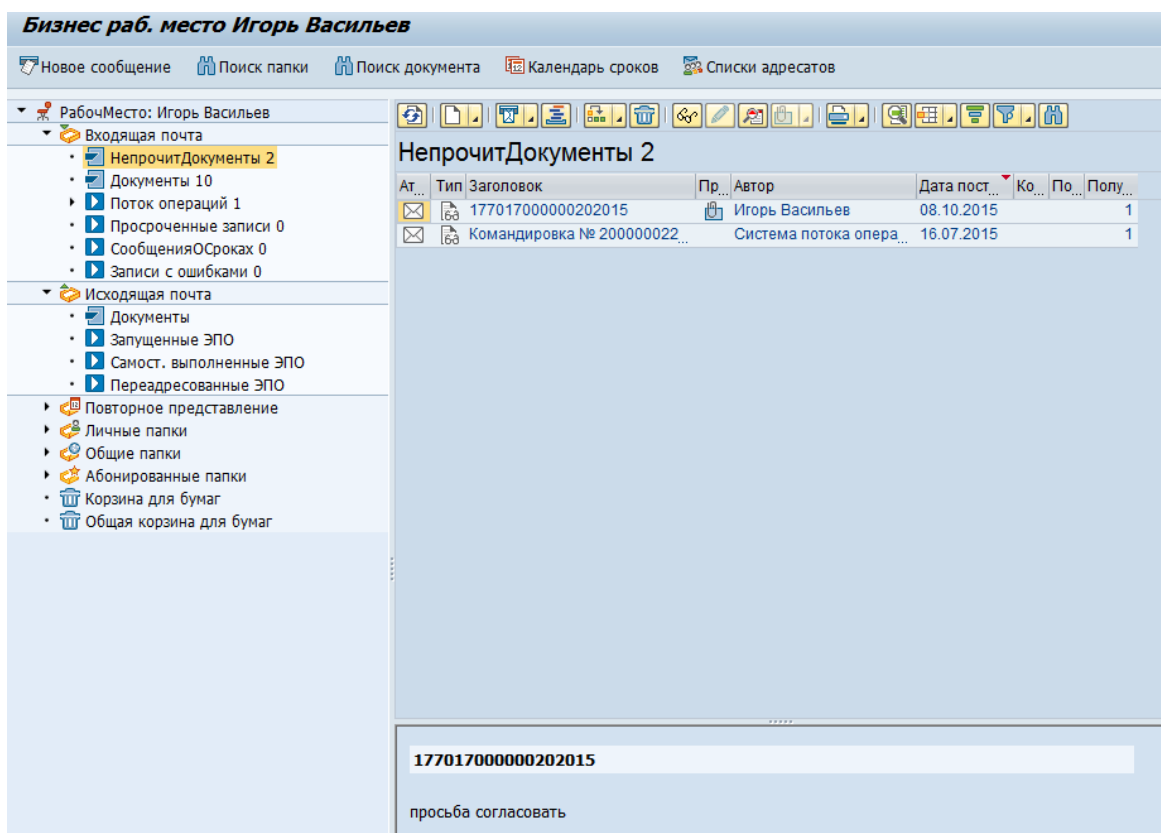 Бизнес раб. место Игорь Васильев
Новое сообщение Поиск папки Поиск документа Календарь сроков Списки адресатов
РабочМесто: Игорь Васильев
Входящая почта
НепрочитДокументы 2
Документы 10
Поток операций 1
Просроченные записи 0
СообщенияОСроках 0
Записи с ошибками 0
Исходящая почта
Документы
Запущенные ЭПО
Самост. выполненные ЭПО
Переадресованные ЭПО
Повторное представление
Личные папки
Общие папки
Абонированные папки
Корзина для бумаг
Общая корзина для бумаг
НепрочитДокументы 2
Ат... Тип Заголовок Пр... Автор Дата пост... Ко... По... Полу...
177017000000202015 Игорь Васильев 08.10.2015 1
Командировка № 200000022... Система потока опера... 16.07.2015 1
177017000000202015
просьба согласовать